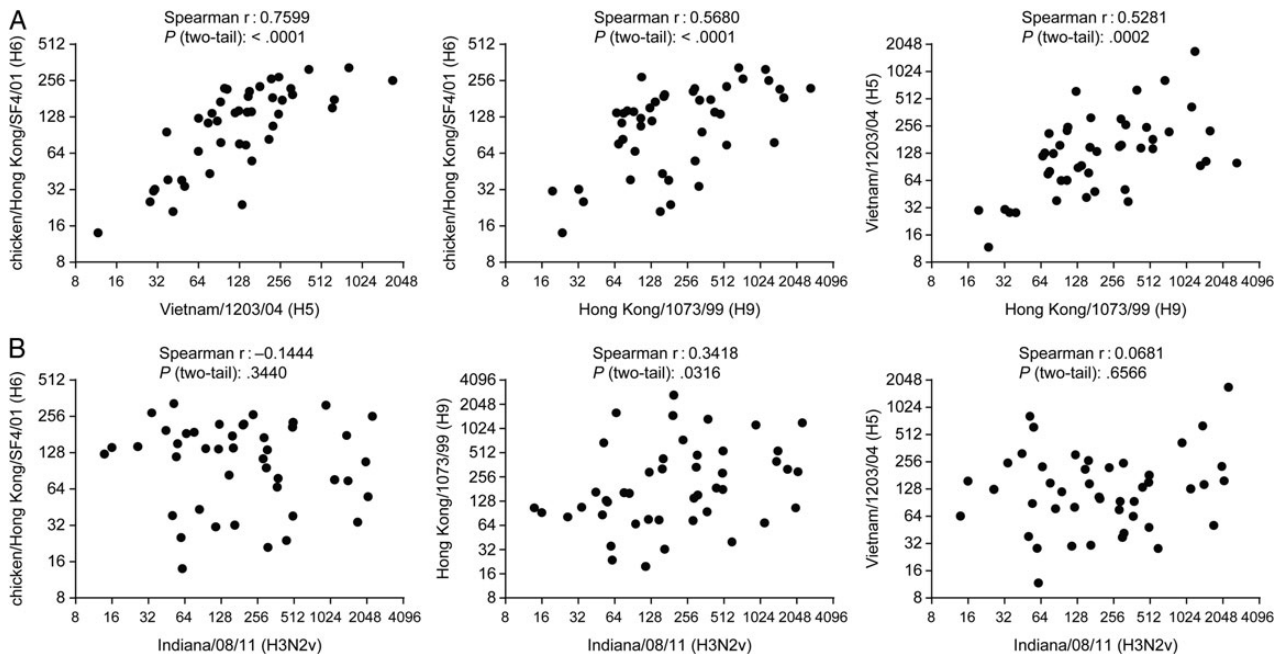 A
Spearman r : 0.7599
P (two-tail): < .0001
chicken/Hong Kong/SF4/01 (H6)
512
256
128
64
32
16
8
8 16 32 64 128 256 512 1024 2048
Vietnam/1203/04 (H5)
Spearman r : 0.5680
P (two-tail): < .0001
chicken/Hong Kong/SF4/01 (H6)
512
256
128
64
32
16
8
8 16 32 64 128 256 512 1024 2048 4096
Hong Kong/1073/99 (H9)
Spearman r : 0.5281
P (two-tail): .0002
Vietnam/1203/04 (H5)
2048
1024
512
256
128
64
32
16
8
8 16 32 64 128 256 512 1024 2048 4096
Hong Kong/1073/99 (H9)
B
Spearman r : –0.1444
P (two-tail): .3440
chicken/Hong Kong/SF4/01 (H6)
512
256
128
64
32
16
8
8 16 32 64 128 256 512 1024 2048 4096
Indiana/08/11 (H3N2v)
Spearman r : 0.3418
P (two-tail): .0316
Hong Kong/1073/99 (H9)
4096
2048
1024
512
256
128
64
32
16
8
8 16 32 64 128 256 512 1024 2048 4096
Indiana/08/11 (H3N2v)
Spearman r : 0.0681
P (two-tail): .6566
Vietnam/1203/04 (H5)
2048
1024
512
256
128
64
32
16
8
8 16 32 64 128 256 512 1024 2048 4096
Indiana/08/11 (H3N2v)